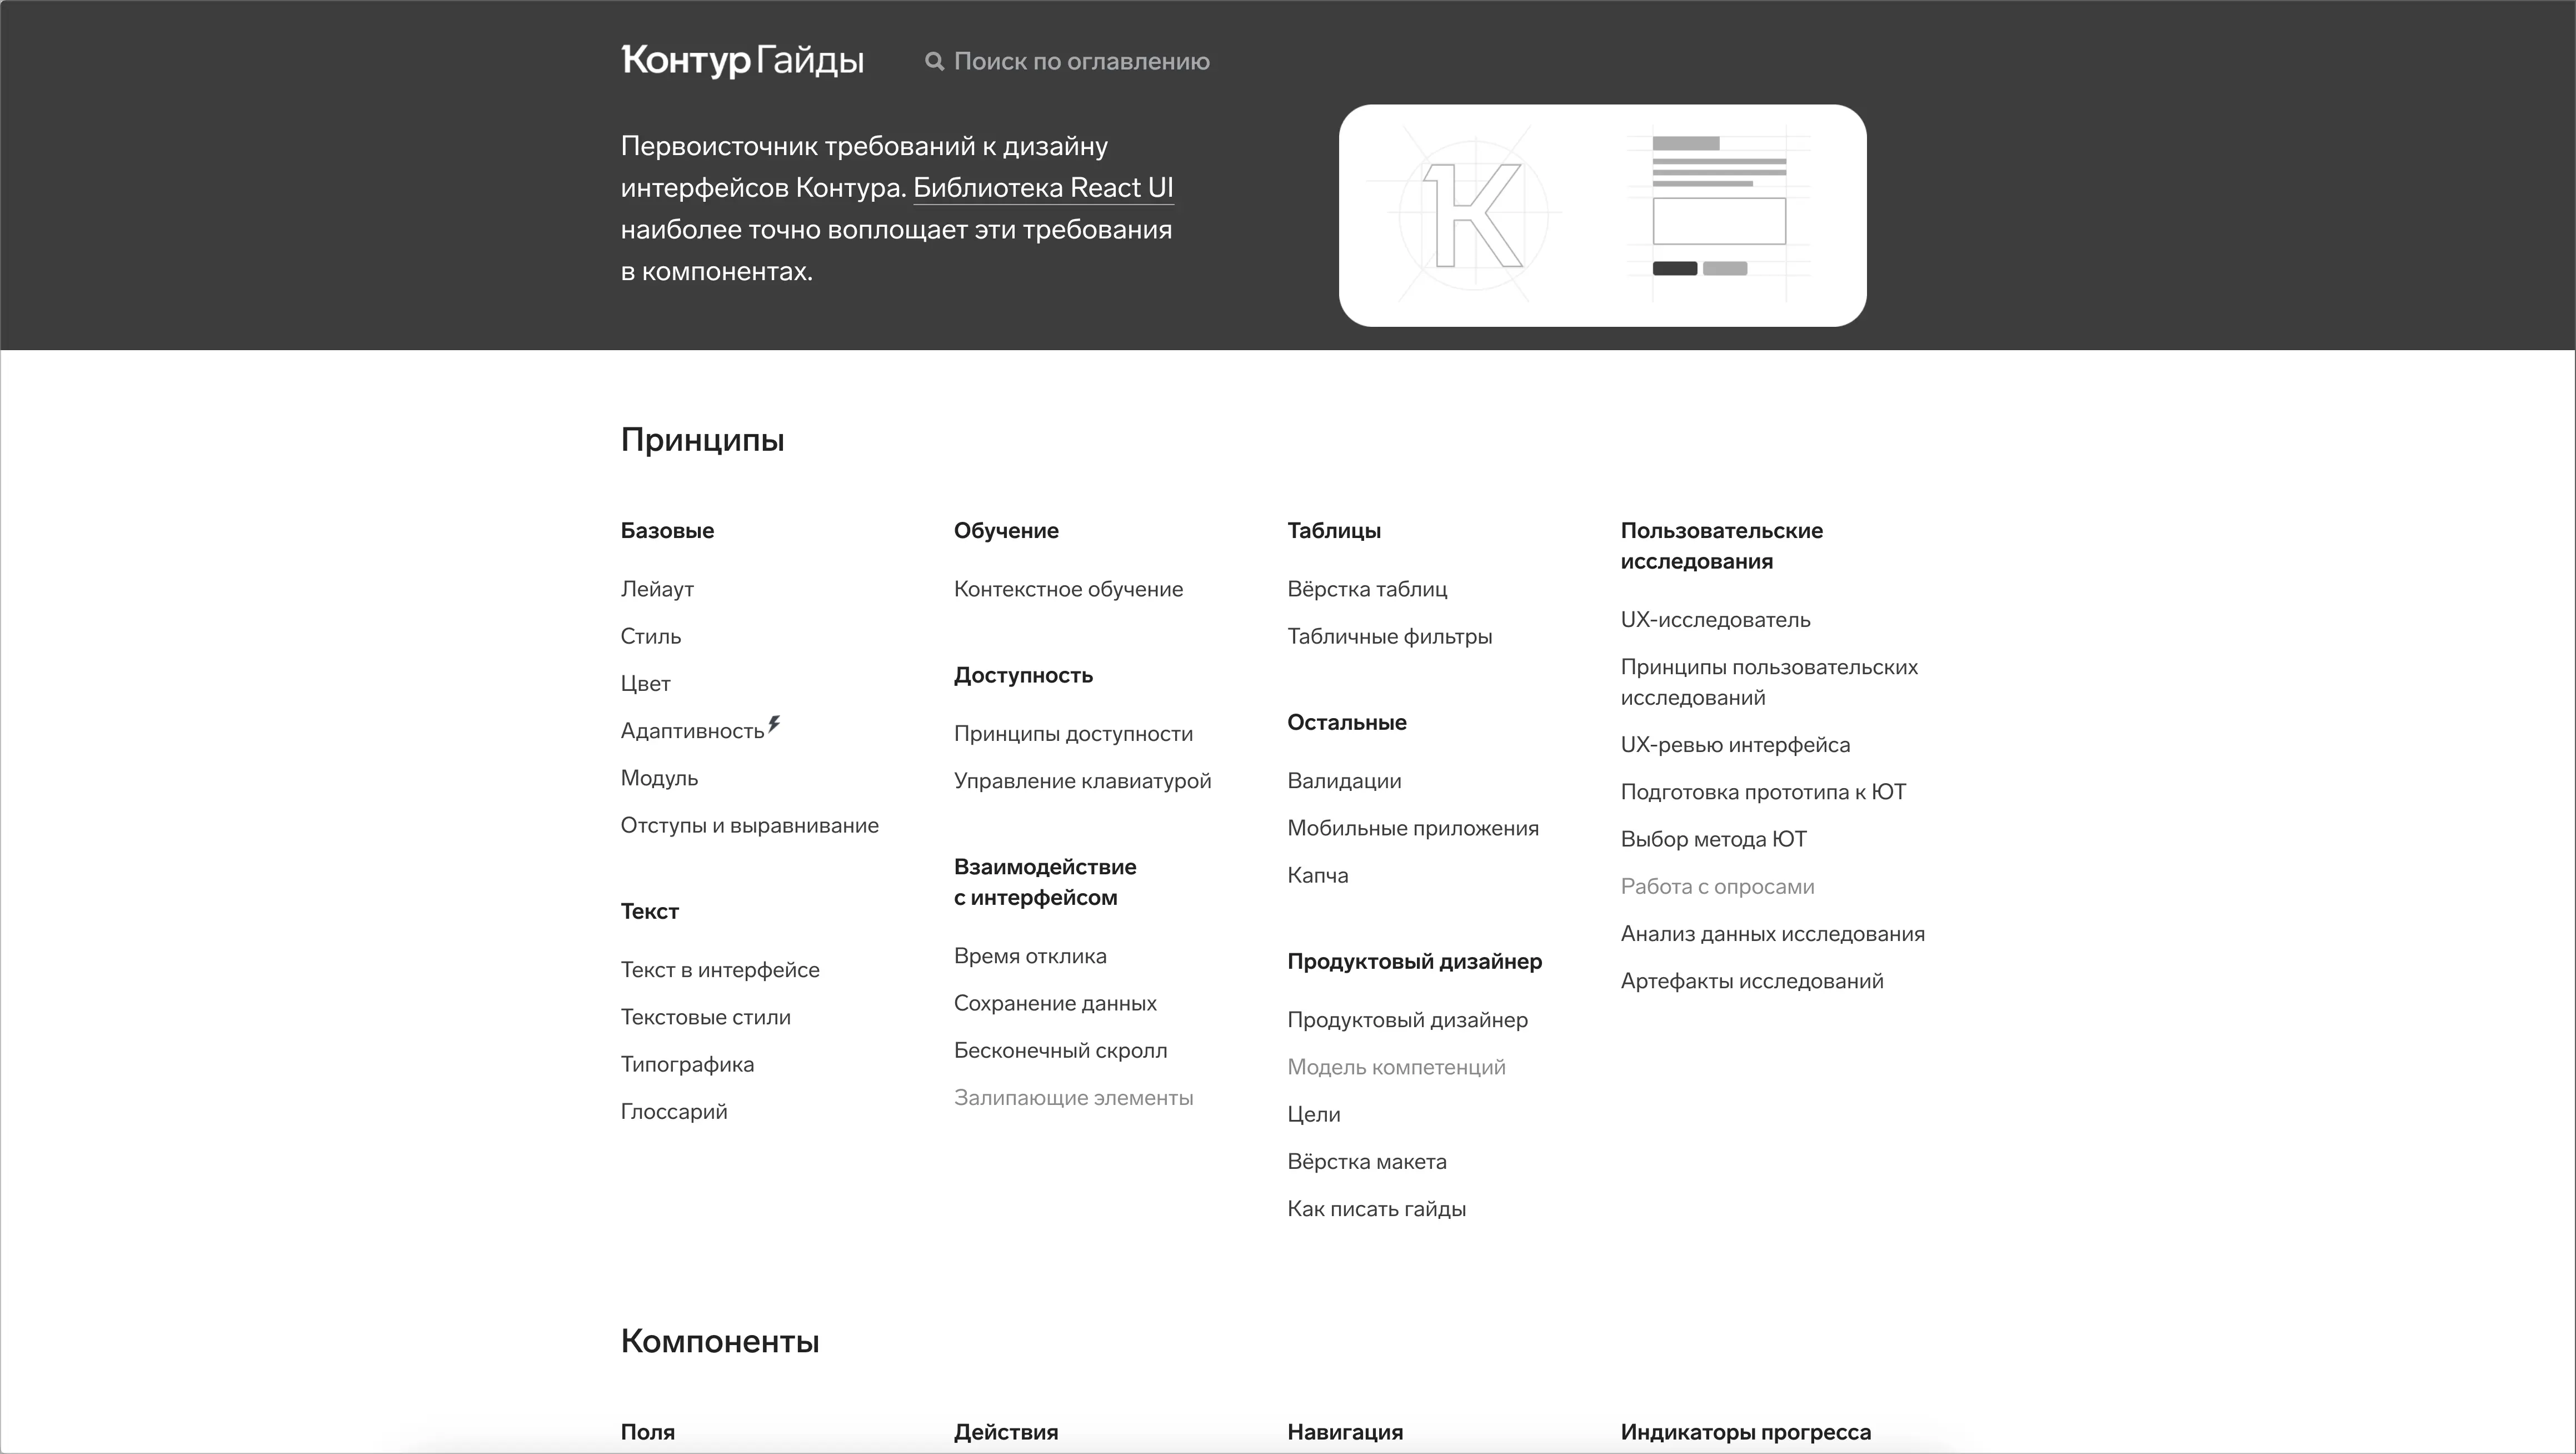 Контур Гайды
Поиск по оглавлению
Первоисточник требований к дизайну
интерфейсов Контура. Библиотека React UI
наиболее точно воплощает эти требования
в компонентах.
Принципы
Базовые
Лейаут
Стиль
Цвет
Адаптивность
Модуль
Отступы и выравнивание
Текст
Текст в интерфейсе
Текстовые стили
Типографика
Глоссарий
Обучение
Контекстное обучение
Доступность
Принципы доступности
Управление клавиатурой
Взаимодействие
с интерфейсом
Время отклика
Сохранение данных
Бесконечный скролл
Залипающие элементы
Таблицы
Вёрстка таблиц
Табличные фильтры
Остальные
Валидации
Мобильные приложения
Капча
Продуктовый дизайнер
Продуктовый дизайнер
Модель компетенций
Цели
Вёрстка макета
Как писать гайды
Пользовательские
исследования
UX-исследователь
Принципы пользовательских
исследований
UX-ревью интерфейса
Подготовка прототипа к ЮТ
Выбор метода ЮТ
Работа с опросами
Анализ данных исследования
Артефакты исследований
Компоненты
Поля
Действия
Навигация
Индикаторы прогресса